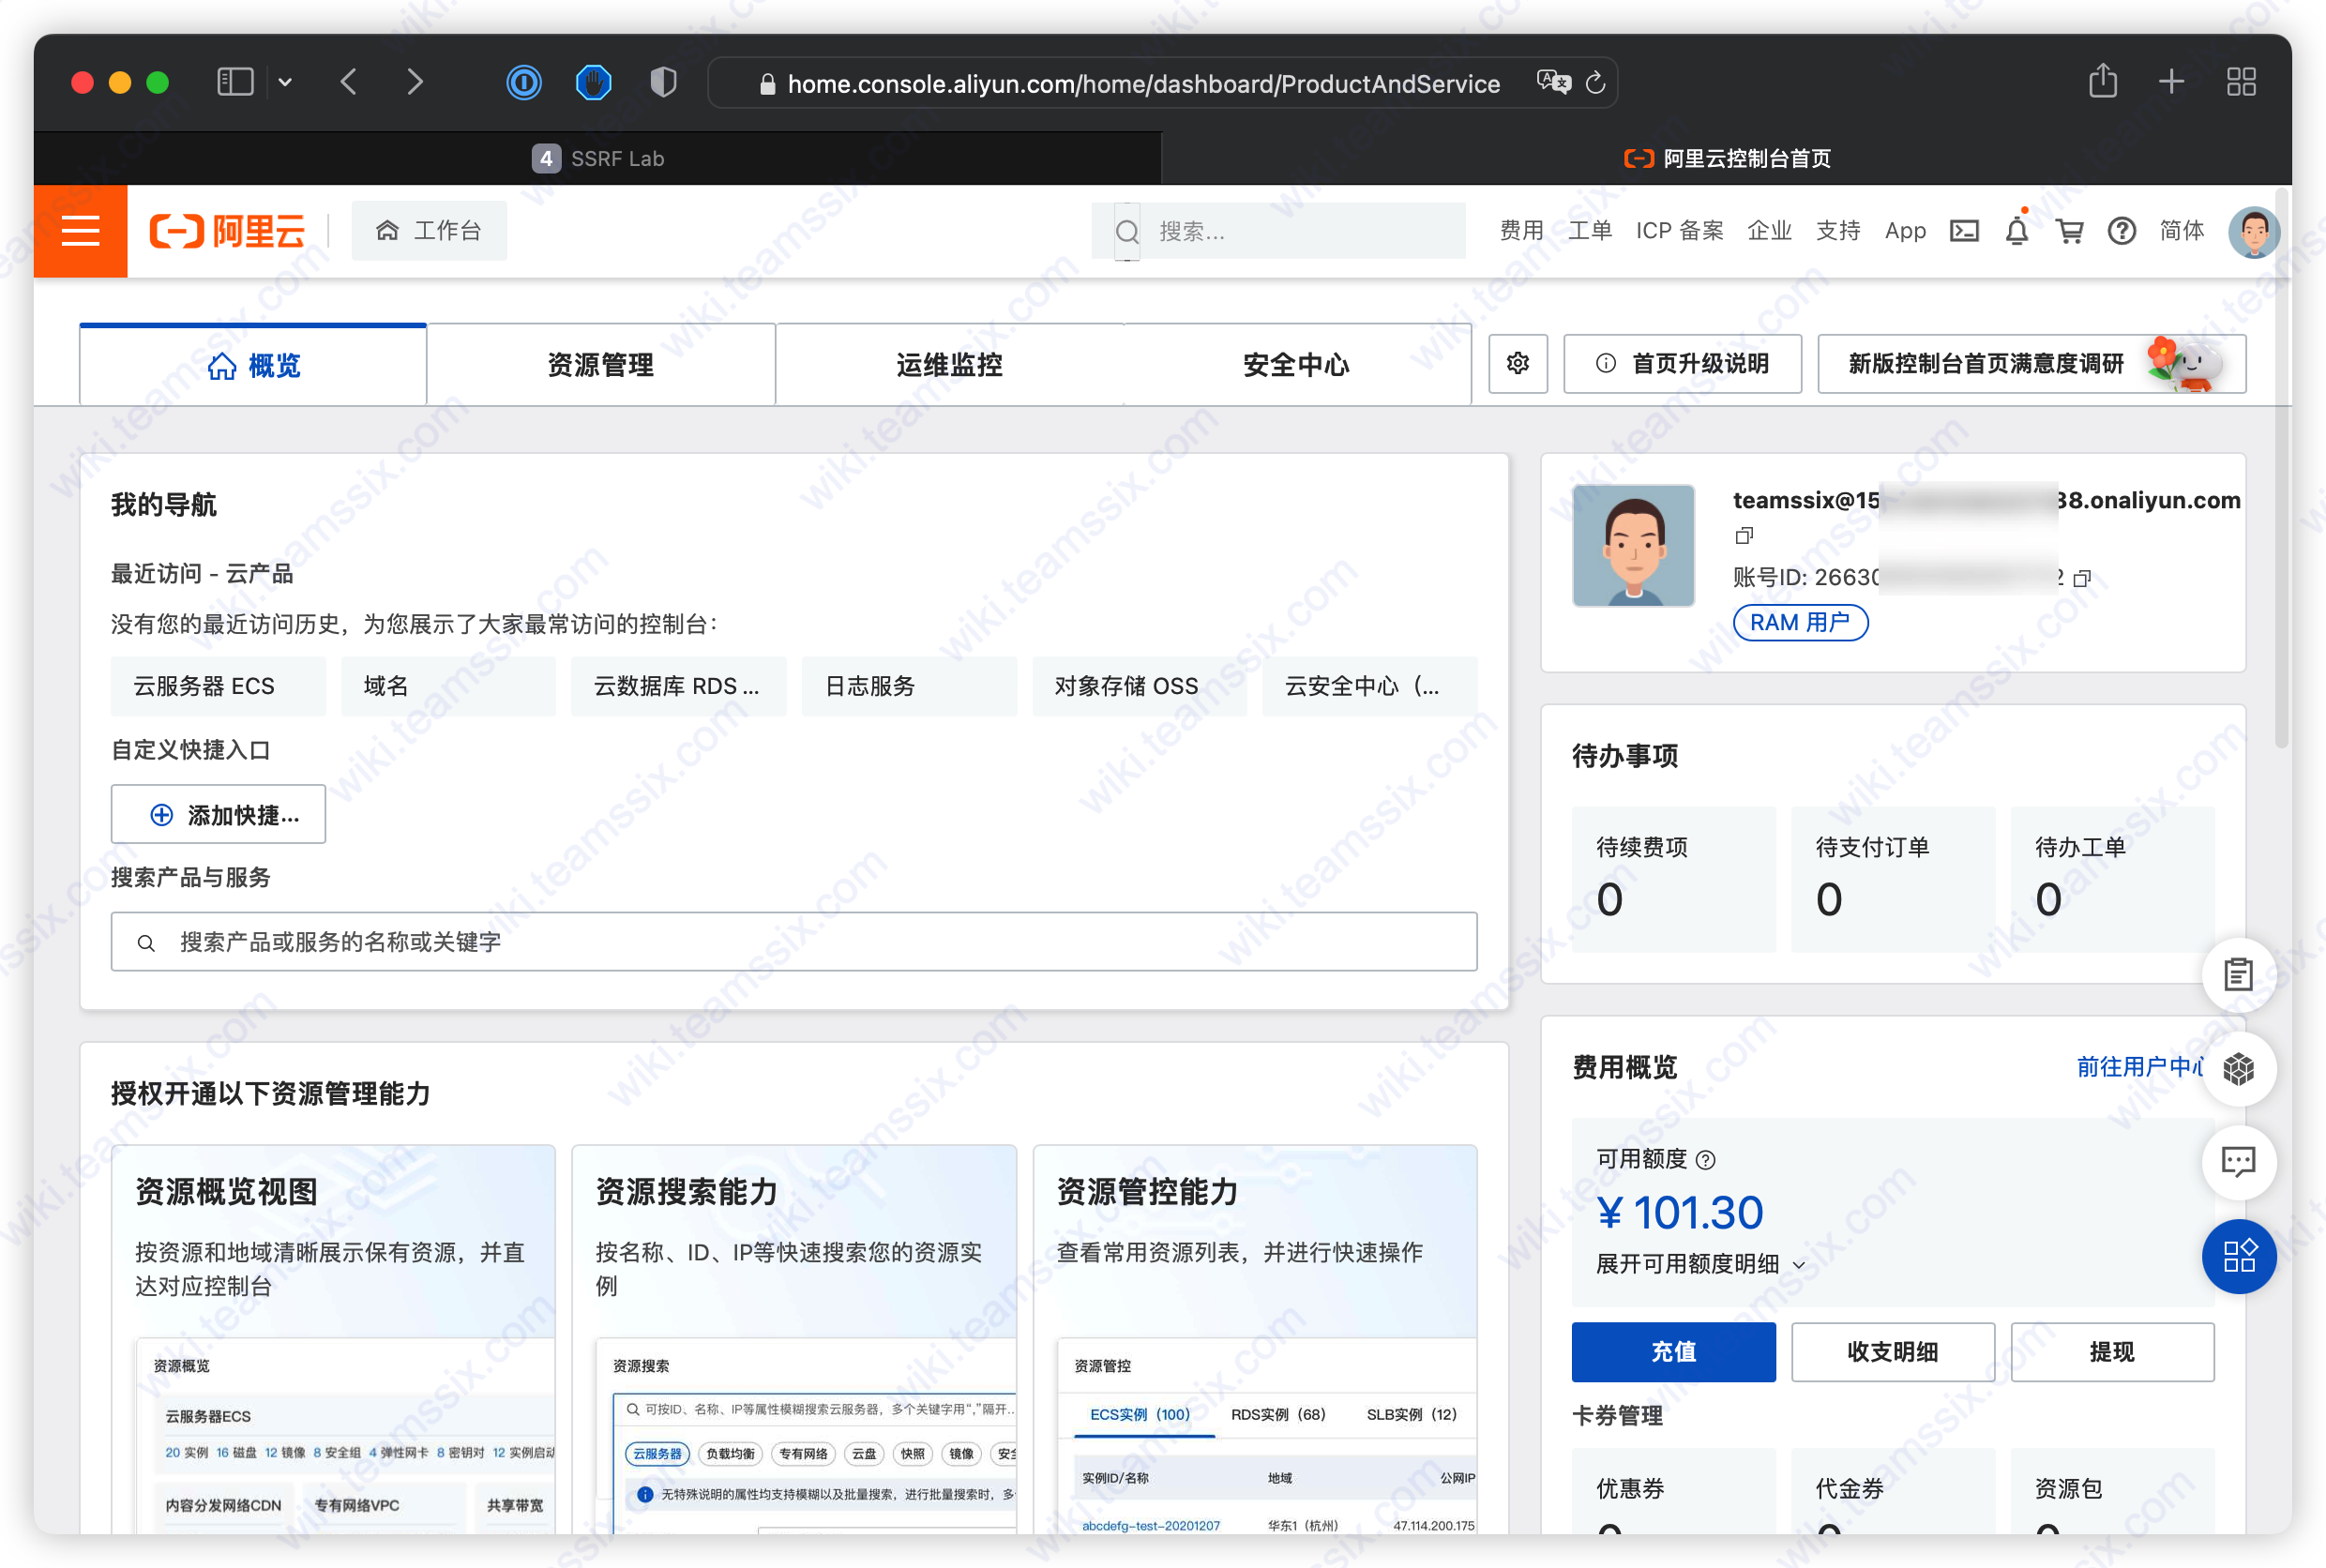 home.console.aliyun.com/home/dashboard/ProductAndService
4 SSRF Lab
阿里云控制台首页
阿里云
工作台
搜索...
费用 工单 ICP 备案 企业 支持 App 简体
概览
资源管理
运维监控
安全中心
首页升级说明
新版控制台首页满意度调研
我的导航
最近访问 - 云产品
没有您的最近访问历史，为您展示了大家最常访问的控制台：
云服务器 ECS
域名
云数据库 RDS ...
日志服务
对象存储 OSS
云安全中心（...
自定义快捷入口
添加快捷...
搜索产品与服务
搜索产品或服务的名称或关键字
teamssix@15 38.onaliyun.com
账号ID: 26630 2
RAM 用户
待办事项
待续费项
0
待支付订单
0
待办工单
0
授权开通以下资源管理能力
资源概览视图
按资源和地域清晰展示保有资源，并直
达对应控制台
资源概览
云服务器ECS
20 实例 16 磁盘 12 镜像 8 安全组 4 弹性网卡 8 密钥对 12 实例启动
内容分发网络CDN
专有网络VPC
共享带宽
资源搜索能力
按名称、ID、IP等快速搜索您的资源实
例
资源搜索
可按ID、名称、IP等属性模糊搜索云服务器，多个关键字用“,”隔开...
云服务器 负载均衡 专有网络 云盘 快照 镜像 安全
无特殊说明的属性均支持模糊以及批量搜索，进行批量搜索时，多
资源管控能力
查看常用资源列表，并进行快速操作
资源管控
ECS实例（100） RDS实例（68） SLB实例（12）
实例ID/名称 地域 公网IP
abcdefg-test-20201207 华东1（杭州） 47.114.200.175
费用概览
前往用户中心
可用额度
¥ 101.30
展开可用额度明细
充值
收支明细
提现
卡券管理
优惠券
0
代金券
0
资源包
0
wiki.teamssix.com